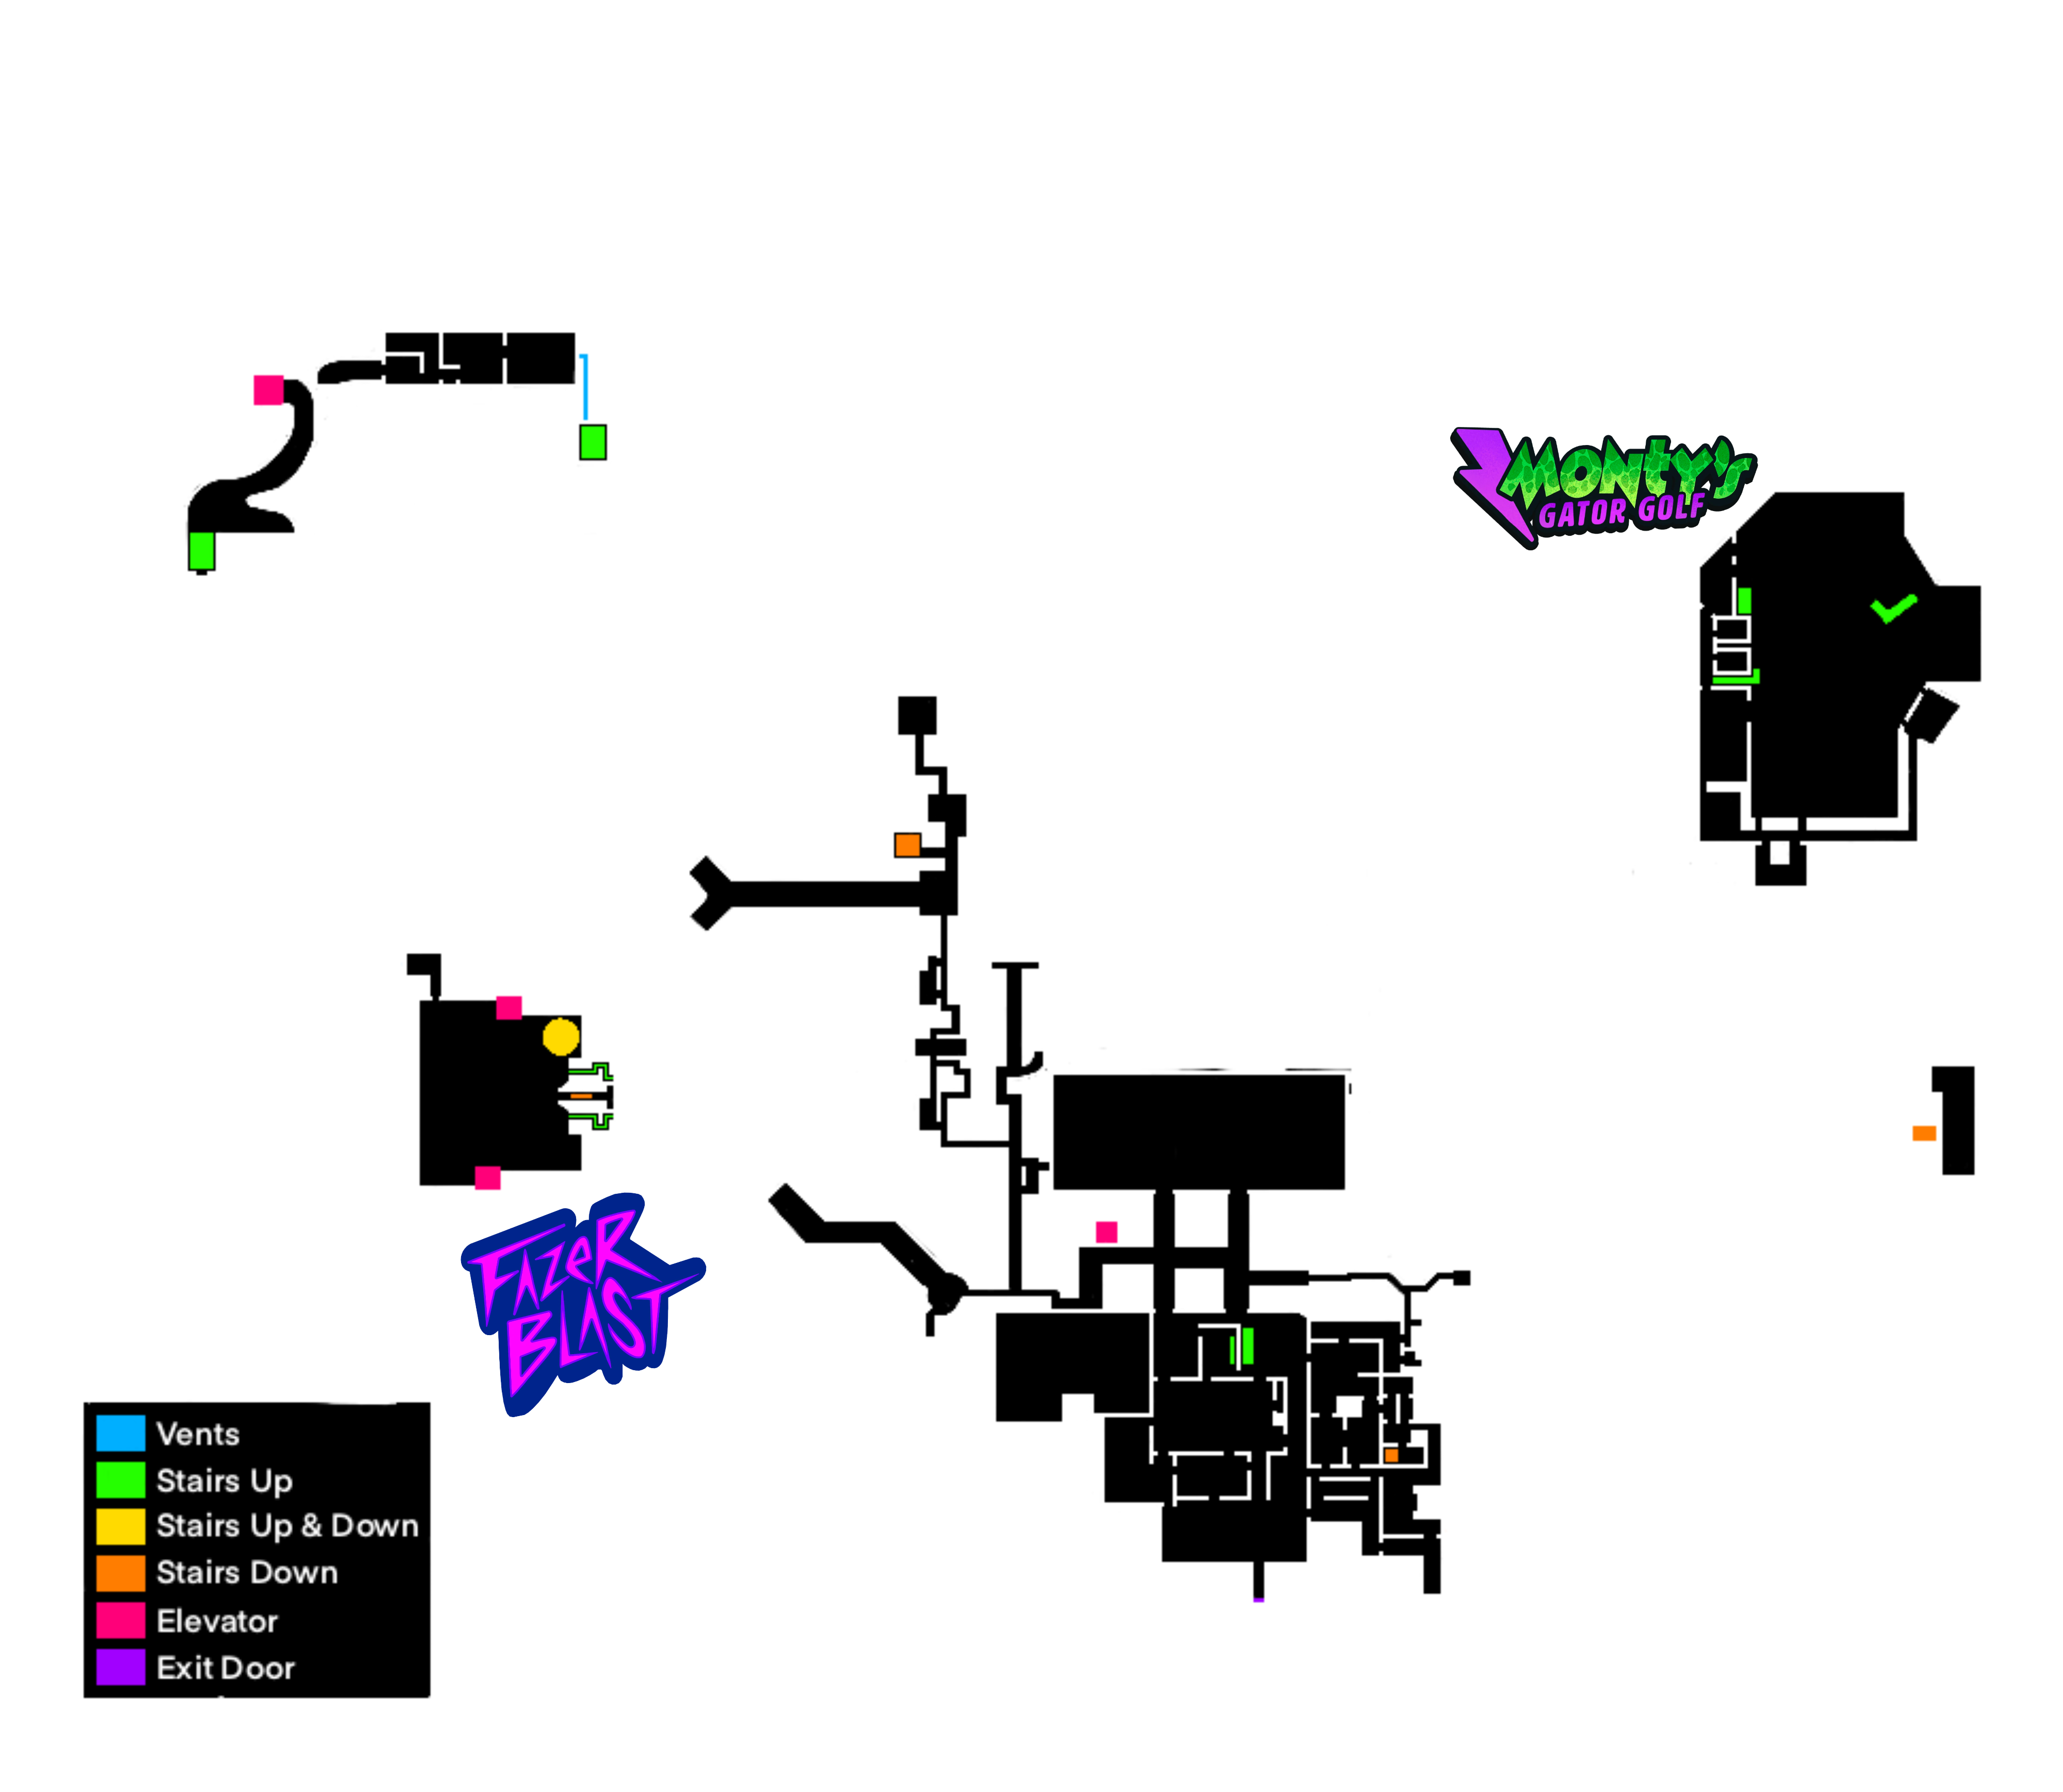 MONTY'S
GATOR GOLF
FAZER
BLAST
Vents
Stairs Up
Stairs Up & Down
Stairs Down
Elevator
Exit Door